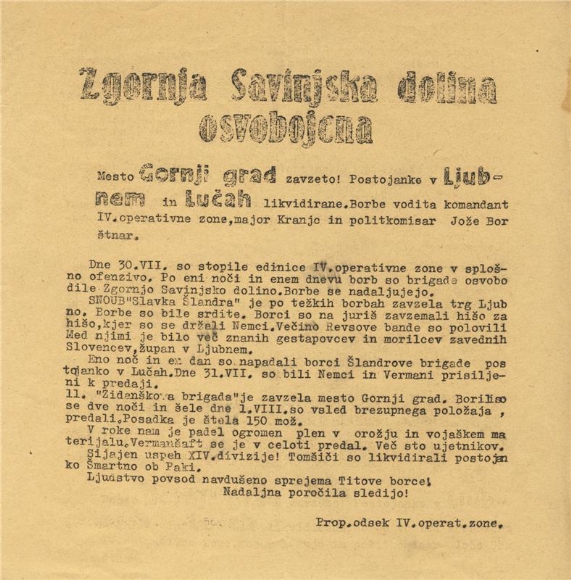 Zgornja Savinjska dolina
osvobojena
Mesto Gornji grad zavzeto! Postojanke v Ljub-
nem in Lučah likvidirane.Borbe vodita komandant
IV.operativne zone,major Kranjc in politkomisar Jože Bor
štnar.
Dne 30.VII. so stopile edinice IV.operativne zone v sploš-
no ofenzivo. Po eni noči in enem dnevu borb so brigade osvobo
dile Zgornjo Savinjsko dolino.Borbe se nadaljujejo.
SNOUB"Slavka Šlandra" je po težkih borbah zavzela trg Ljub
no. Borbe so bile srdite. Borci so na juriš zavzemali hišo za
hišo,kjer so se držali Nemci.Večino Revsove bande so polovili
Med njimi je bilo več znanih gestapovcev in morilcev zavednih
Slovencev,župan v Ljubnem.
Eno noč in en dan so napadali borci Šlandrove brigade pos
tojanko v Lučah.Dne 31.VII. so bili Nemci in Vermani prisilje-
ni k predaji.
11. "Židanškova brigada"je zavzela mesto Gornji grad. Borili so
se dve noči in šele dne 1.VIII.so vsled brezupnega položaja ,
predali.Posadka je štela 150 mož.
V roke nam je padel ogromen plen v orožju in vojaškem ma
terijalu.Vermanšaft se je v celoti predal. Več sto ujetnikov.
Sijajen uspeh XIV.divizije! Tomšiči so likvidirali postojan
ko Šmartno ob Paki.
Ljudstvo povsod navdušeno sprejema Titove borce!
Nadaljna poročila sledijo!
Prop.odsek IV.operat.zone.